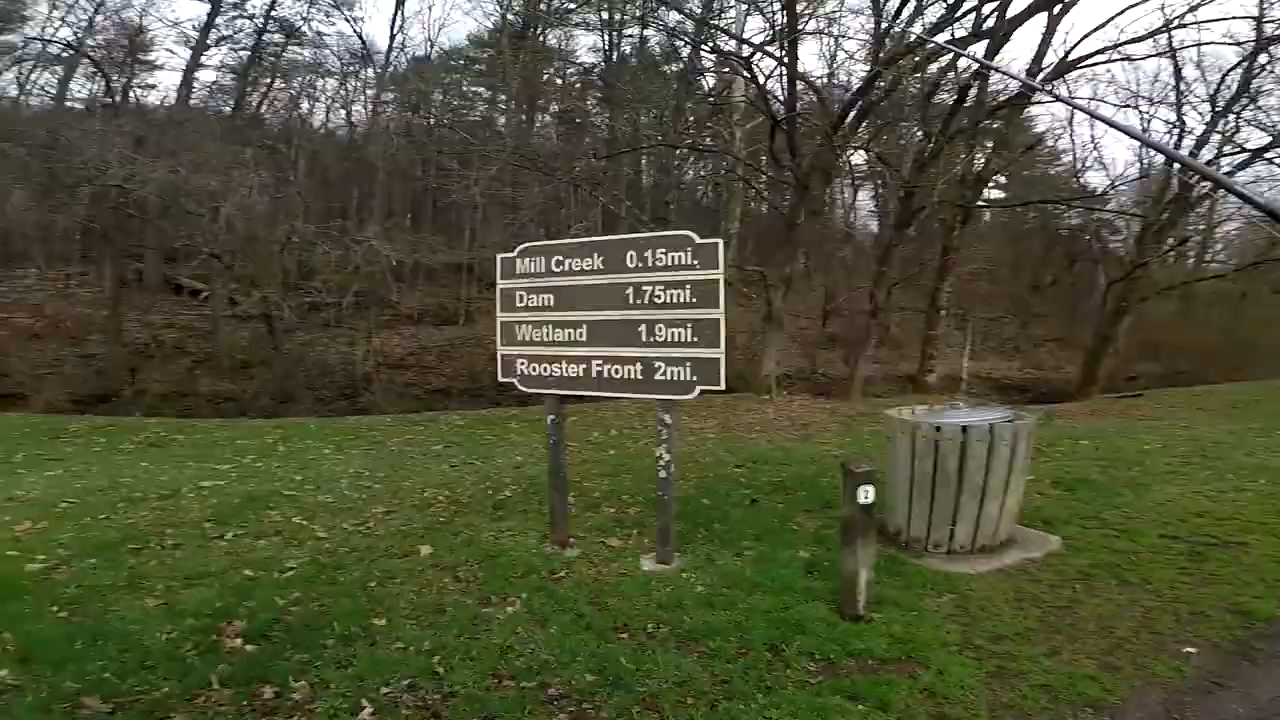 Mill Creek 0.15mi.
Dam 1.75mi.
Wetland 1.9mi.
Rooster Front 2mi.
2